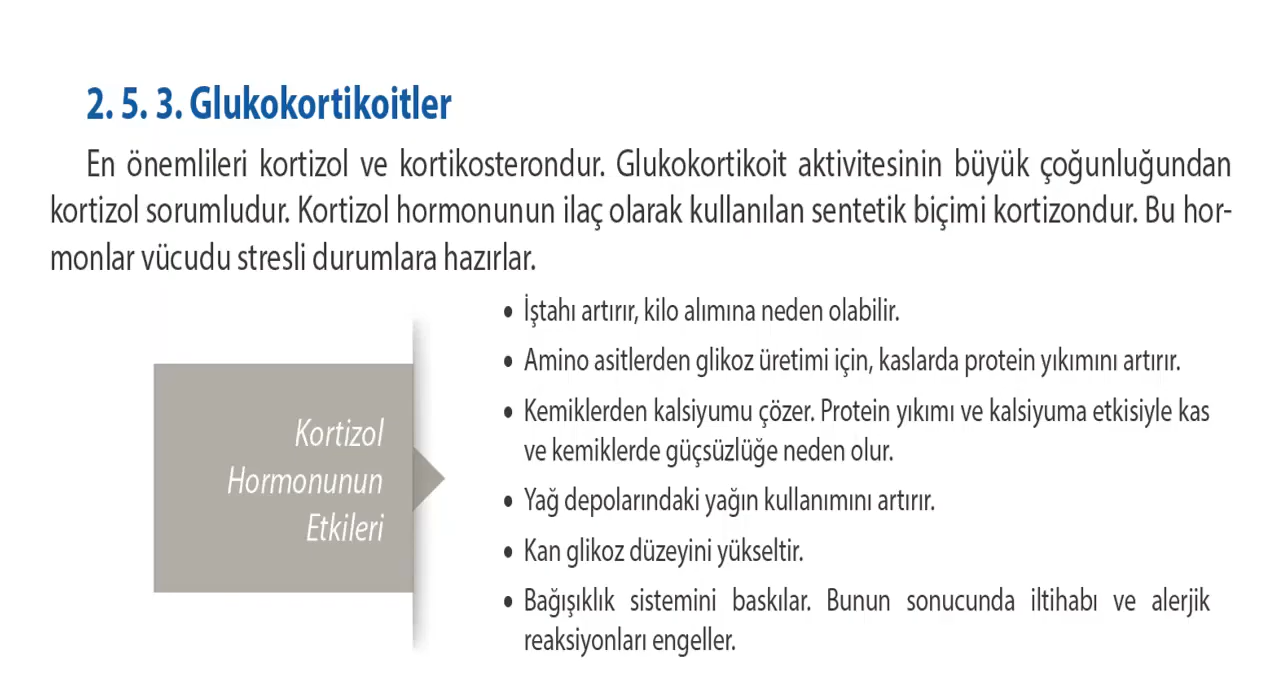 2. 5. 3. Glukokortikoitler
En önemlileri kortizol ve kortikosterondur. Glukokortikoit aktivitesinin büyük çoğunluğundan
kortizol sorumludur. Kortizol hormonunun ilaç olarak kullanılan sentetik biçimi kortizondur. Bu hor-
monlar vücudu stresli durumlara hazırlar.
Kortizol
Hormonunun
Etkileri
• İştahı artırır, kilo alımına neden olabilir.
• Amino asitlerden glikoz üretimi için, kaslarda protein yıkımını artırır.
• Kemiklerden kalsiyumu çözer. Protein yıkımı ve kalsiyuma etkisiyle kas
ve kemiklerde güçsüzlüğe neden olur.
• Yağ depolarındaki yağın kullanımını artırır.
• Kan glikoz düzeyini yükseltir.
• Bağışıklık sistemini baskılar. Bunun sonucunda iltihabı ve alerjik
reaksiyonları engeller.